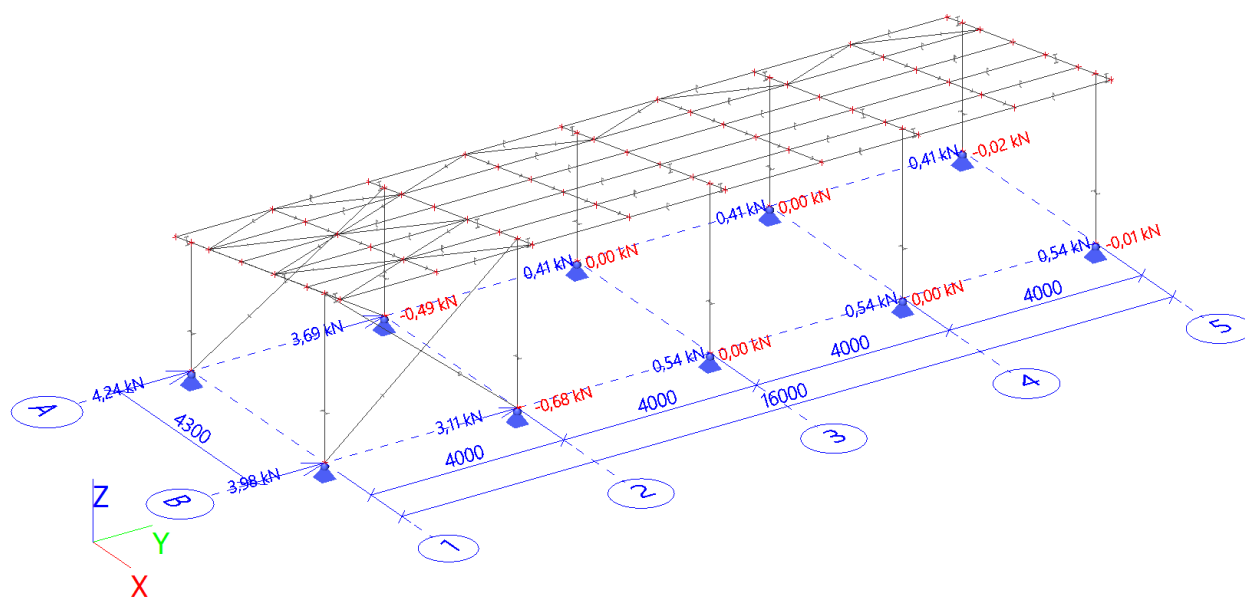 0,41 kN
-0,02 kN
0,41 kN
0,00 kN
0,54 kN
-0,01 kN
0,41 kN
0,00 kN
0,54 kN
0,00 kN
4000
5
3,69 kN
-0,49 kN
0,54 kN
0,00 kN
4000
4
4,24 kN
A
4300
3,11 kN
-0,68 kN
4000
16000
3
3,98 kN
B
4000
2
1
Z
Y
X